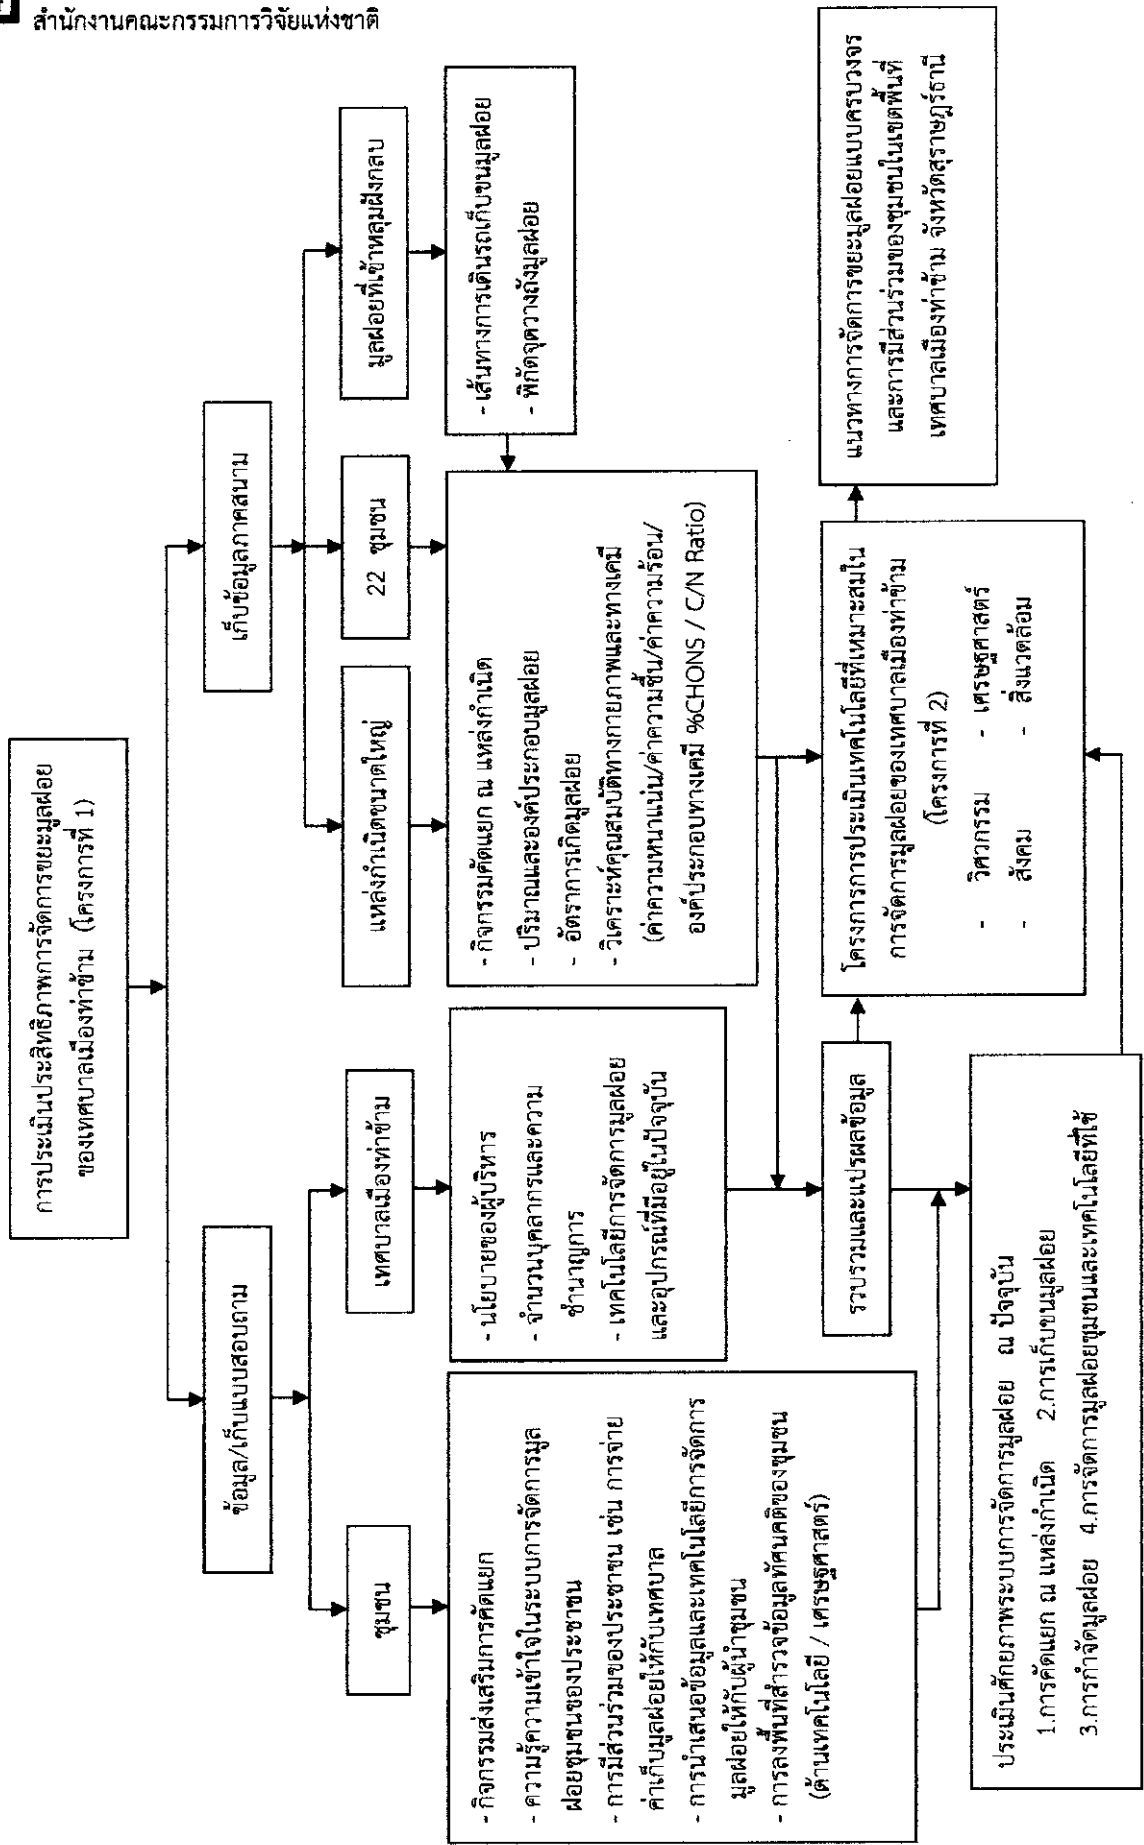 สำนักงานคณะกรรมการวิจัยแห่งชาติ
การประเมินประสิทธิภาพการจัดการขยะมูลฝอย
ของเทศบาลเมืองท่าข้าม (โครงการที่ 1)
ข้อมูล/เก็บแบบสอบถาม
เก็บข้อมูลภาคสนาม
ชุมชน
เทศบาลเมืองท่าข้าม
แหล่งกำเนิดขนาดใหญ่
22 ชุมชน
มูลฝอยที่เข้าหลุมฝังกลบ
- กิจกรรมส่งเสริมการคัดแยก
- ความรู้ความเข้าใจในระบบการจัดการมูล
ฝอยชุมชนของประชาชน
- การมีส่วนร่วมของประชาชน เช่น การจ่าย
ค่าเก็บมูลฝอยให้กับเทศบาล
- การนำเสนอข้อมูลและเทคโนโลยีการจัดการ
มูลฝอยให้กับผู้นำชุมชน
- การลงพื้นที่สำรวจข้อมูลทัศนคติของชุมชน
(ด้านเทคโนโลยี / เศรษฐศาสตร์)
- นโยบายของผู้บริหาร
- จำนวนบุคลากรและความ
ชำนาญการ
- เทคโนโลยีการจัดการมูลฝอย
และอุปกรณ์ที่มีอยู่ในปัจจุบัน
- กิจกรรมคัดแยก ณ แหล่งกำเนิด
- ปริมาณและองค์ประกอบมูลฝอย
- อัตราการเกิดมูลฝอย
- วิเคราะห์คุณสมบัติทางกายภาพและทางเคมี
(ค่าความหนาแน่น/ค่าความชื้น/ค่าความร้อน/
องค์ประกอบทางเคมี %CHONS / C/N Ratio)
- เส้นทางการเดินรถเก็บขนมูลฝอย
- พิกัดจุดวางถังมูลฝอย
รวบรวมและแปรผลข้อมูล
โครงการการประเมินเทคโนโลยีที่เหมาะสมใน
การจัดการมูลฝอยของเทศบาลเมืองท่าข้าม
(โครงการที่ 2)
- วิศวกรรม - เศรษฐศาสตร์
- สังคม - สิ่งแวดล้อม
แนวทางการจัดการขยะมูลฝอยแบบครบวงจร
และการมีส่วนร่วมของชุมชนในเขตพื้นที่
เทศบาลเมืองท่าข้าม จังหวัดสุราษฎร์ธานี
ประเมินศักยภาพระบบการจัดการมูลฝอย ณ ปัจจุบัน
1.การคัดแยก ณ แหล่งกำเนิด 2.การเก็บขนมูลฝอย
3.การกำจัดมูลฝอย 4.การจัดการมูลฝอยชุมชนและเทคโนโลยีที่ใช้